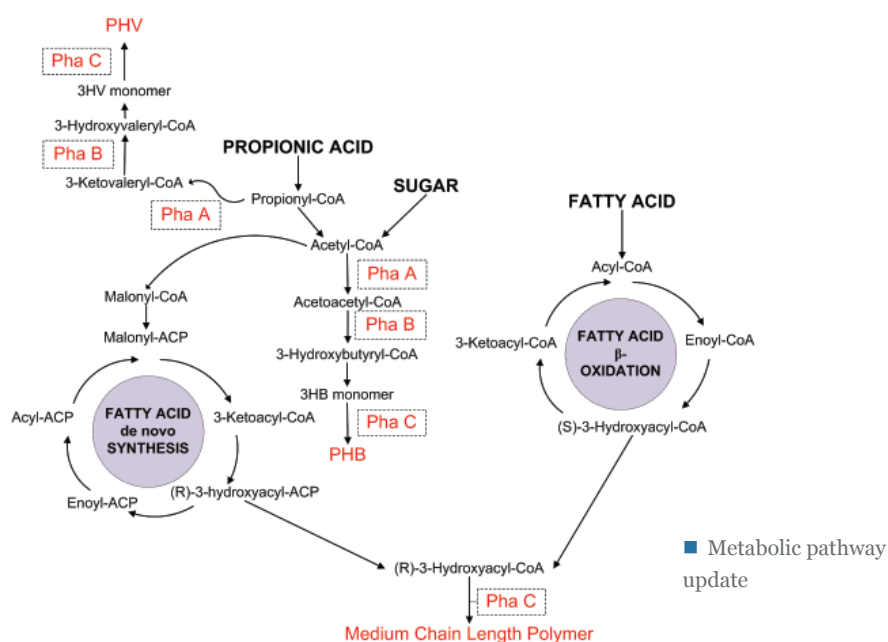 PHV
Pha C
3HV monomer
3-Hydroxyvaleryl-CoA
Pha B
3-Ketovaleryl-CoA
Pha A
PROPIONIC ACID
Propionyl-CoA
SUGAR
Acetyl-CoA
Pha A
Acetoacetyl-CoA
Pha B
3-Hydroxybutyryl-CoA
3HB monomer
Pha C
PHB
Malonyl-CoA
Malonyl-ACP
Acyl-ACP
FATTY ACID
de novo
SYNTHESIS
3-Ketoacyl-CoA
Enoyl-ACP
(R)-3-hydroxyacyl-ACP
FATTY ACID
Acyl-CoA
3-Ketoacyl-CoA
FATTY ACID
β-
OXIDATION
Enoyl-CoA
(S)-3-Hydroxyacyl-CoA
(R)-3-Hydroxyacyl-CoA
Pha C
Medium Chain Length Polymer
Metabolic pathway
update